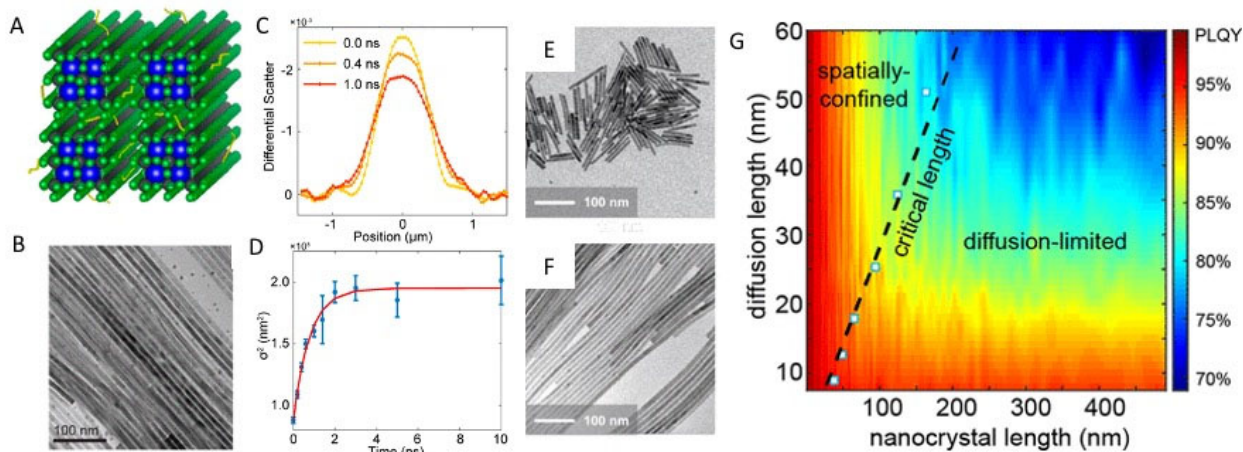 A
B
100 nm
C
×10⁻³
0.0 ns
0.4 ns
1.0 ns
Differential Scatter
-2
-1
0
-1
0
1
Position (µm)
D
σ² (nm²)
2.0
1.5
1.0
0
2
4
6
8
10
Time (ns)
E
100 nm
F
100 nm
G
diffusion length (nm)
60
50
40
30
20
10
spatially-
confined
critical length
diffusion-limited
100
200
300
400
nanocrystal length (nm)
PLQY
95%
90%
85%
80%
75%
70%